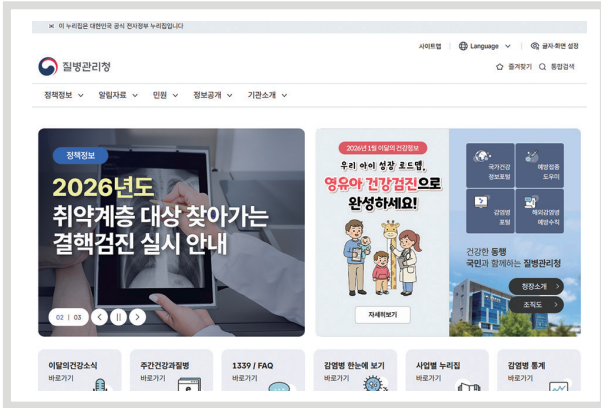 이 누리집은 대한민국 공식 전자정부 누리집입니다
사이트맵 Language 글자·화면 설정
질병관리청
즐겨찾기 통합검색
정책정보 알림자료 민원 정보공개 기관소개
정책정보
2026년도
취약계층 대상 찾아가는
결핵검진 실시 안내
02 | 03
2026년 1월 이달의 건강정보
우리 아이 성장 로드맵,
영유아 건강검진으로
완성하세요!
자세히보기
국가건강
정보포털
예방접종
도우미
감염병
포털
해외감염병
예방수칙
건강한 동행
국민과 함께하는 질병관리청
청장소개
조직도
이달의건강소식
바로가기
주간건강과질병
바로가기
1339 / FAQ
바로가기
감염병 한눈에 보기
바로가기
사업별 누리집
바로가기
감염병 통계
바로가기